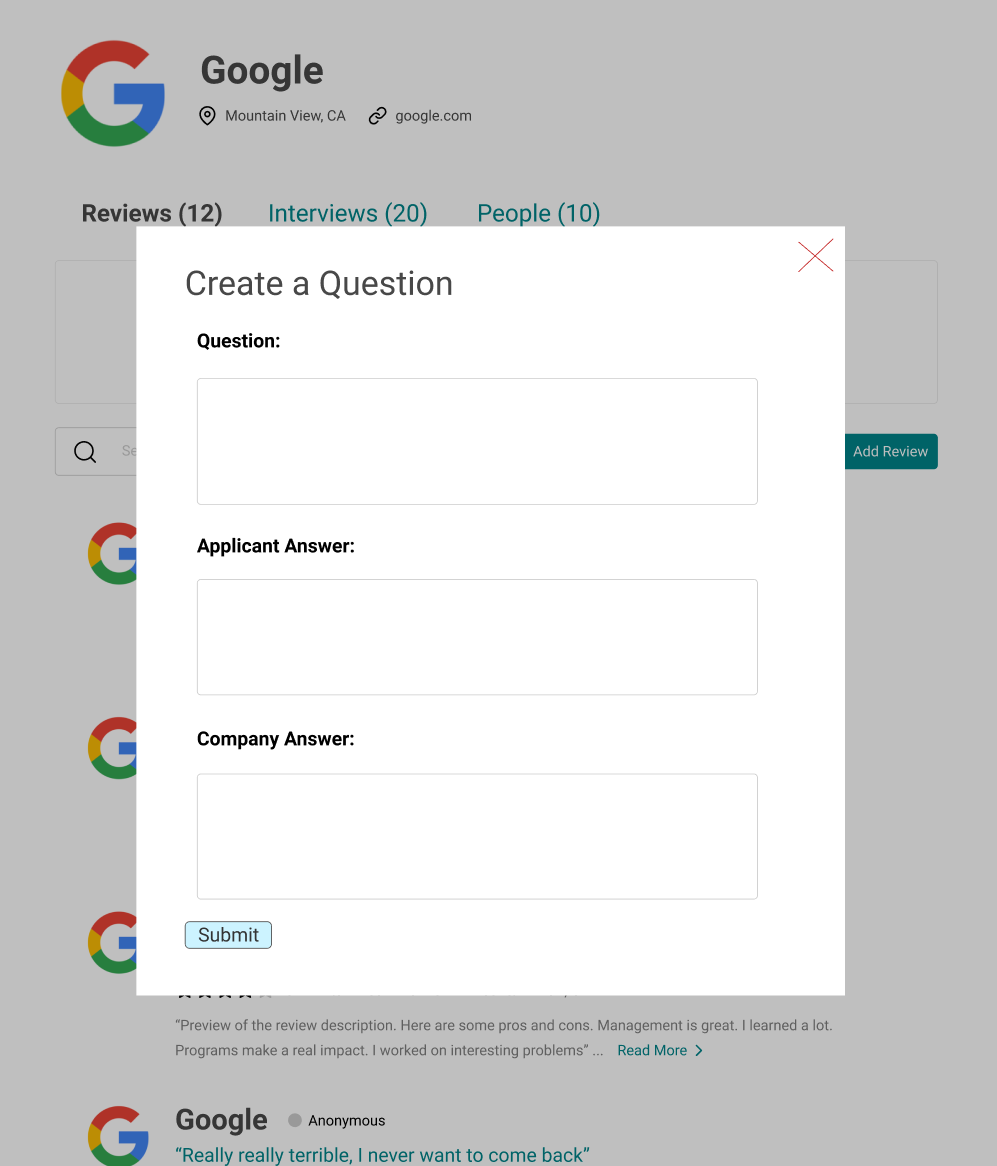 Google
Mountain View, CA google.com
Reviews (12) Interviews (20) People (10)
Create a Question
Question:
Add Review
Applicant Answer:
Company Answer:
Submit
“Preview of the review description. Here are some pros and cons. Management is great. I learned a lot.
Programs make a real impact. I worked on interesting problems” ... Read More
Google Anonymous
“Really really terrible, I never want to come back”